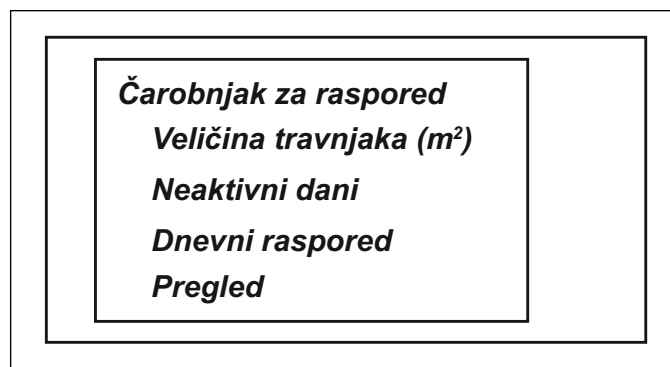 Čarobnjak za raspored
Veličina travnjaka (m²)
Neaktivni dani
Dnevni raspored
Pregled